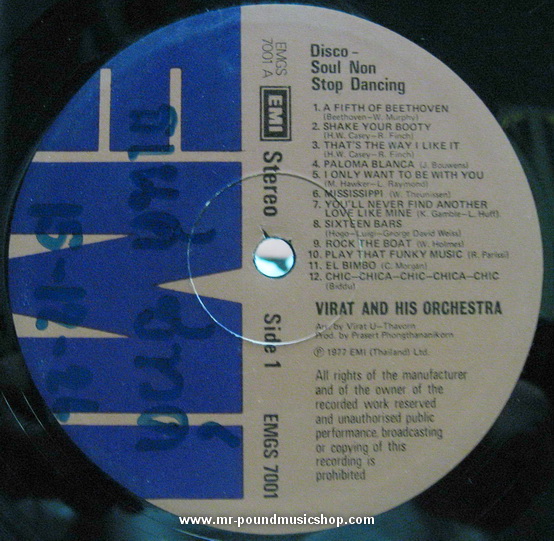 EMGS
7001 A
EMI
Stereo
Side 1
EMGS 7001
Disco –
Soul Non
Stop Dancing
1. A FIFTH OF BEETHOVEN
(Beethoven–W. Murphy)
2. SHAKE YOUR BOOTY
(H.W. Casey–R. Finch)
3. THAT'S THE WAY I LIKE IT
(H.W. Casey–R. Finch)
4. PALOMA BLANCA (J. Bouwens)
5. I ONLY WANT TO BE WITH YOU
(M. Hawker–L. Raymond)
6. MISSISSIPPI (W. Theunissen)
7. YOU'LL NEVER FIND ANOTHER
LOVE LIKE MINE (K. Gamble–L. Huff)
8. SIXTEEN BARS
(Hugo–Luigi–George David Weiss)
9. ROCK THE BOAT (W. Holmes)
10. PLAY THAT FUNKY MUSIC (R. Parissi)
11. EL BIMBO (C. Morgan)
12. CHIC–CHICA–CHIC–CHICA–CHIC
(Biddu)
VIRAT AND HIS ORCHESTRA
Arr. by Virat U–Thavorn
Prod. by Prasert Phungthananikorn
℗ 1977 EMI (Thailand) Ltd.
All rights of the manufacturer
and of the owner of the
recorded work reserved
and unauthorised public
performance, broadcasting
or copying of this
recording is
prohibited
www.mr-poundmusicshop.com